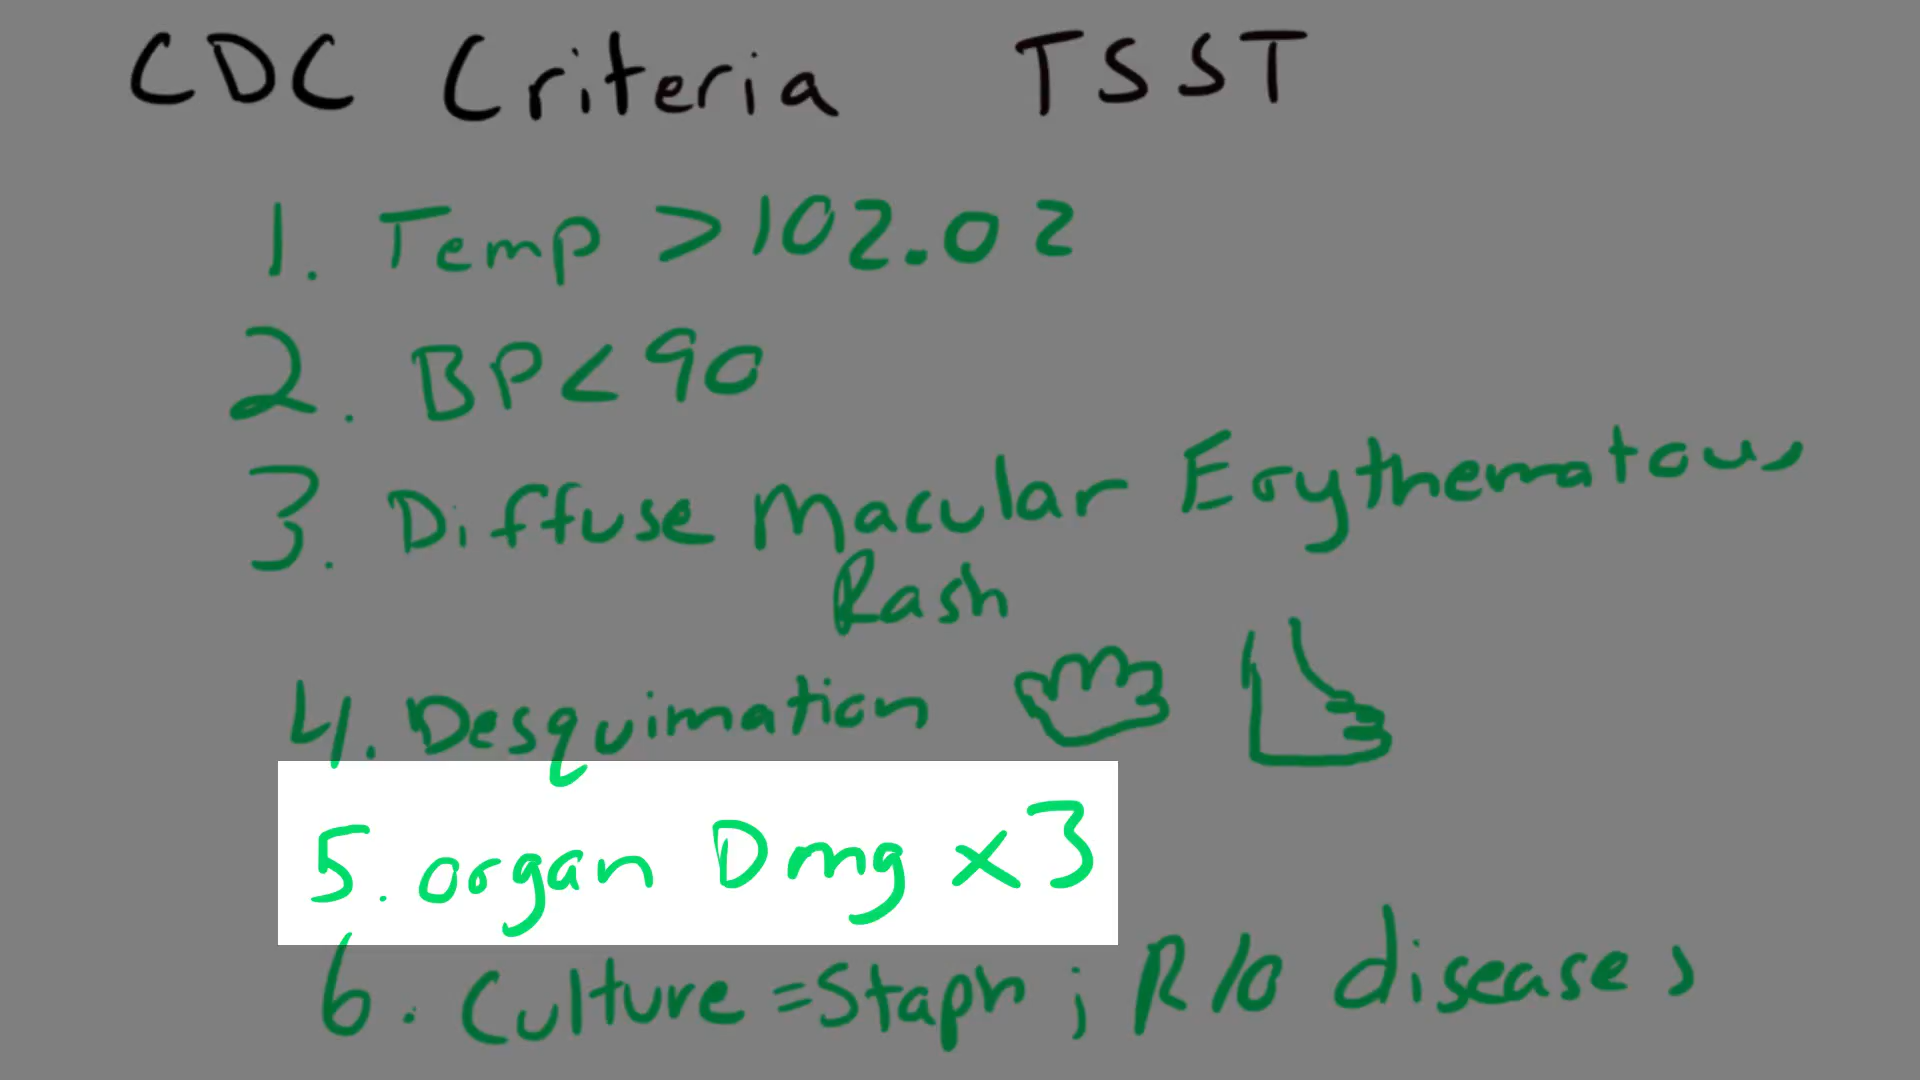 CDC Criteria TSST
1. Temp >102.02
2. BP<90
3. Diffuse Macular Erythematous
Rash
4. Desquimation
5. organ Dmg x3
6. Culture =Staph ; R/o diseases